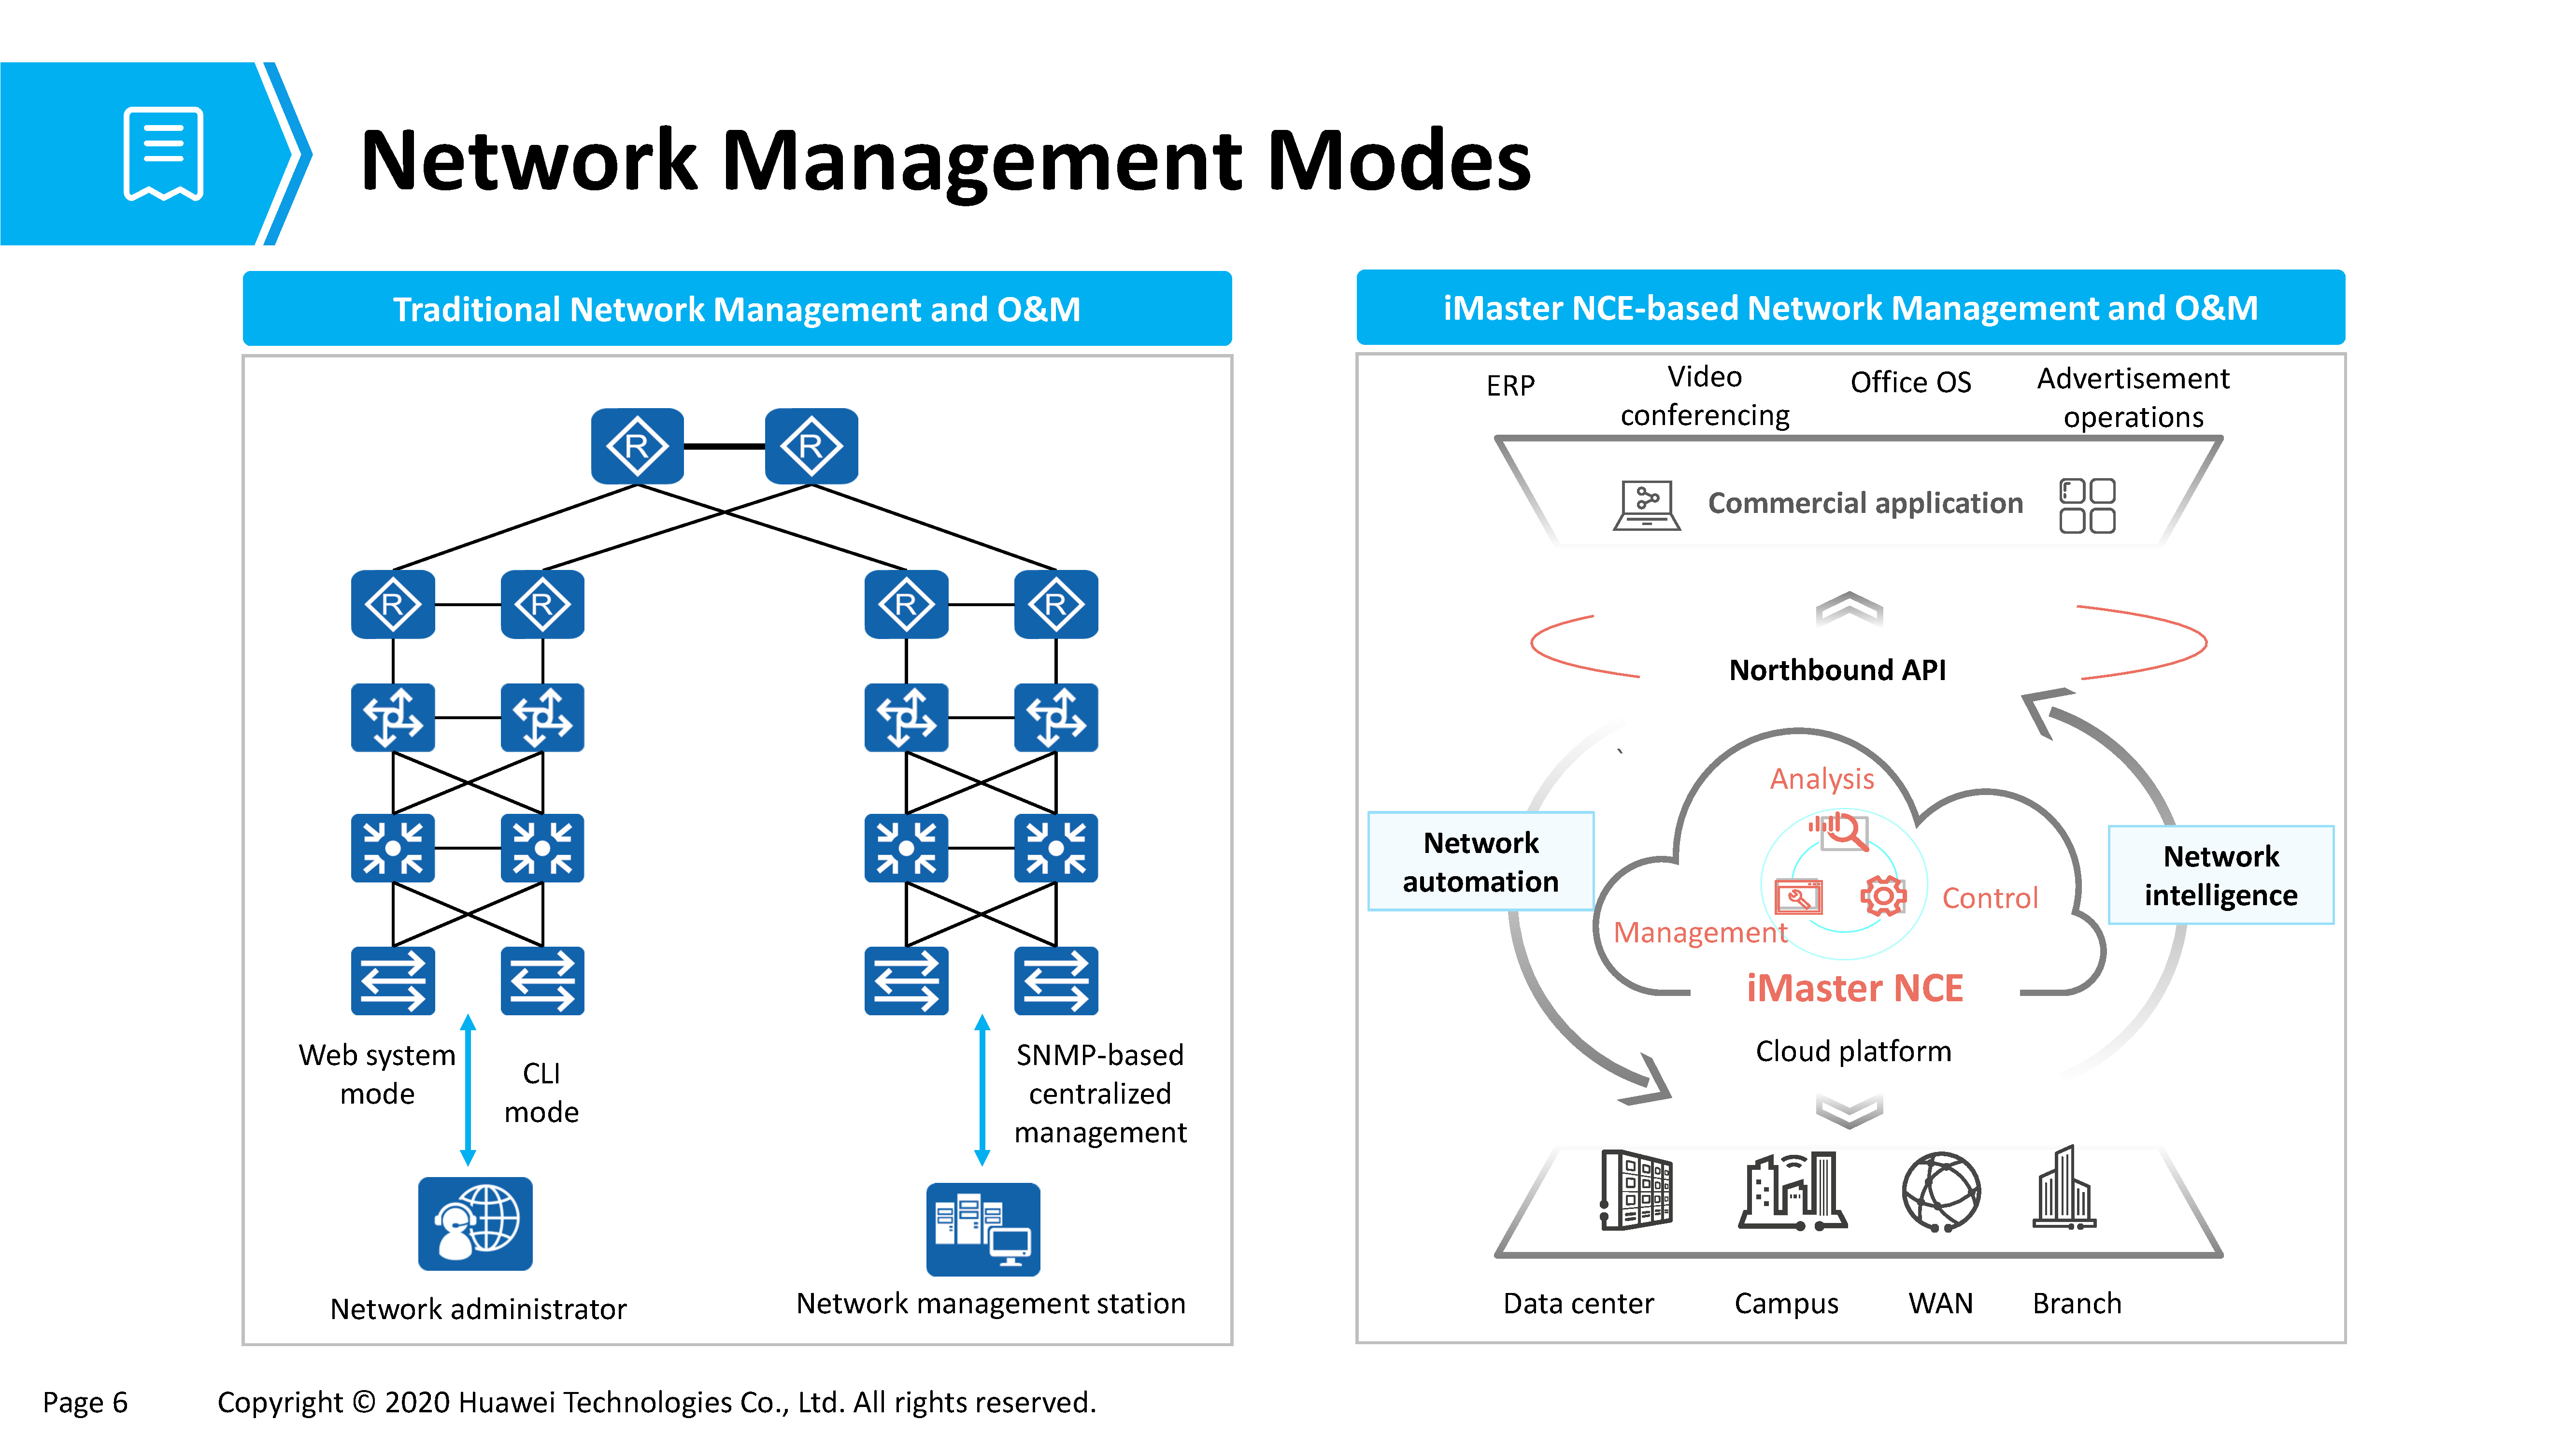 Network Management Modes
Traditional Network Management and O&M
R
R
R
R
R
R
Web system
mode
CLI
mode
SNMP-based
centralized
management
Network administrator
Network management station
iMaster NCE-based Network Management and O&M
ERP
Video
conferencing
Office OS
Advertisement
operations
Commercial application
Northbound API
`
Analysis
Network
automation
Network
intelligence
Control
Management
iMaster NCE
Cloud platform
Data center
Campus
WAN
Branch
Page 6
Copyright © 2020 Huawei Technologies Co., Ltd. All rights reserved.